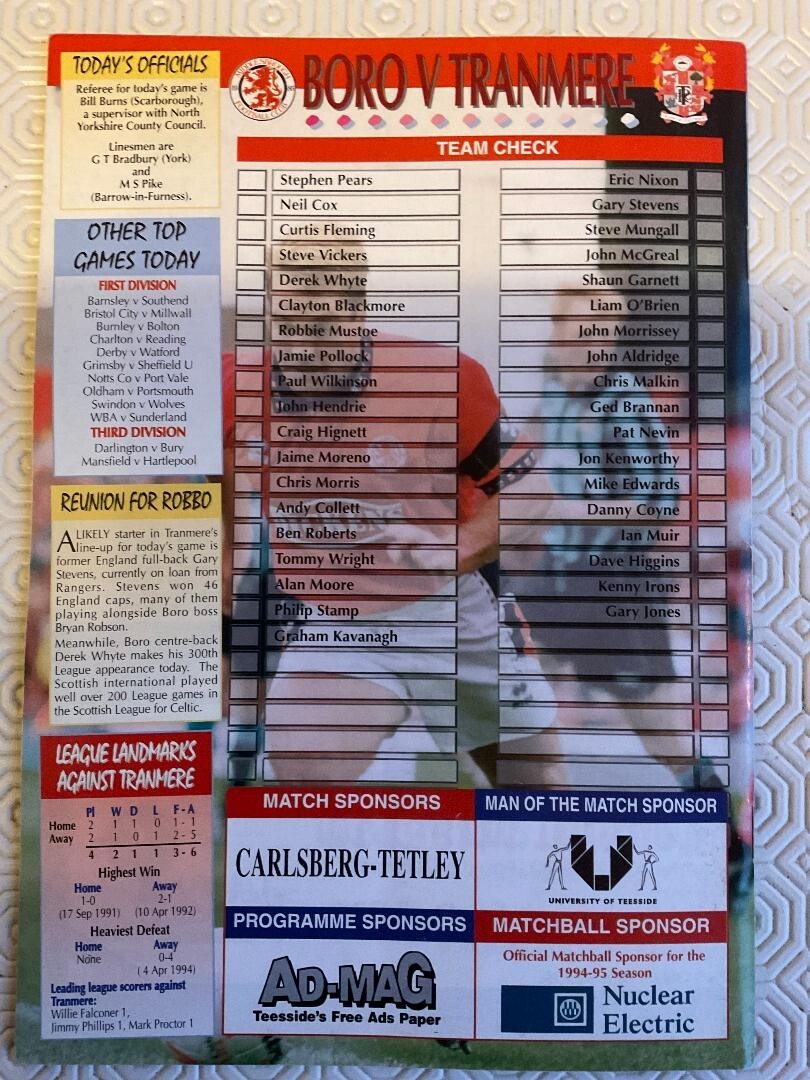 TODAY'S OFFICIALS
Referee for today's game is
Bill Burns (Scarborough),
a supervisor with North
Yorkshire County Council.
Linesmen are
G T Bradbury (York)
and
M S Pike
(Barrow-in-Furness).
OTHER TOP
GAMES TODAY
FIRST DIVISION
Barnsley v Southend
Bristol City v Millwall
Burnley v Bolton
Charlton v Reading
Derby v Watford
Grimsby v Sheffield U
Notts Co v Port Vale
Oldham v Portsmouth
Swindon v Wolves
WBA v Sunderland
THIRD DIVISION
Darlington v Bury
Mansfield v Hartlepool
REUNION FOR ROBBO
A LIKELY starter in Tranmere's
line-up for today's game is
former England full-back Gary
Stevens, currently on loan from
Rangers. Stevens won 46
England caps, many of them
playing alongside Boro boss
Bryan Robson.
Meanwhile, Boro centre-back
Derek Whyte makes his 300th
League appearance today. The
Scottish international played
well over 200 League games in
the Scottish League for Celtic.
LEAGUE LANDMARKS
AGAINST TRANMERE
Pl W D L F - A
Home 2 1 1 0 1 - 1
Away 2 1 0 1 2 - 5
4 2 1 1 3 - 6
Highest Win
Home Away
1-0 2-1
(17 Sep 1991) (10 Apr 1992)
Heaviest Defeat
Home Away
None 0-4
( 4 Apr 1994)
Leading league scorers against
Tranmere:
Willie Falconer 1,
Jimmy Phillips 1, Mark Proctor 1
MIDDLESBROUGH
FOOTBALL CLUB
BORO V TRANMERE
TEAM CHECK
Stephen Pears
Neil Cox
Curtis Fleming
Steve Vickers
Derek Whyte
Clayton Blackmore
Robbie Mustoe
Jamie Pollock
Paul Wilkinson
John Hendrie
Craig Hignett
Jaime Moreno
Chris Morris
Andy Collett
Ben Roberts
Tommy Wright
Alan Moore
Philip Stamp
Graham Kavanagh
Eric Nixon
Gary Stevens
Steve Mungall
John McGreal
Shaun Garnett
Liam O'Brien
John Morrissey
John Aldridge
Chris Malkin
Ged Brannan
Pat Nevin
Jon Kenworthy
Mike Edwards
Danny Coyne
Ian Muir
Dave Higgins
Kenny Irons
Gary Jones
MATCH SPONSORS
CARLSBERG-TETLEY
MAN OF THE MATCH SPONSOR
UNIVERSITY OF TEESSIDE
PROGRAMME SPONSORS
AD-MAG
Teesside's Free Ads Paper
MATCHBALL SPONSOR
Official Matchball Sponsor for the
1994-95 Season
Nuclear
Electric